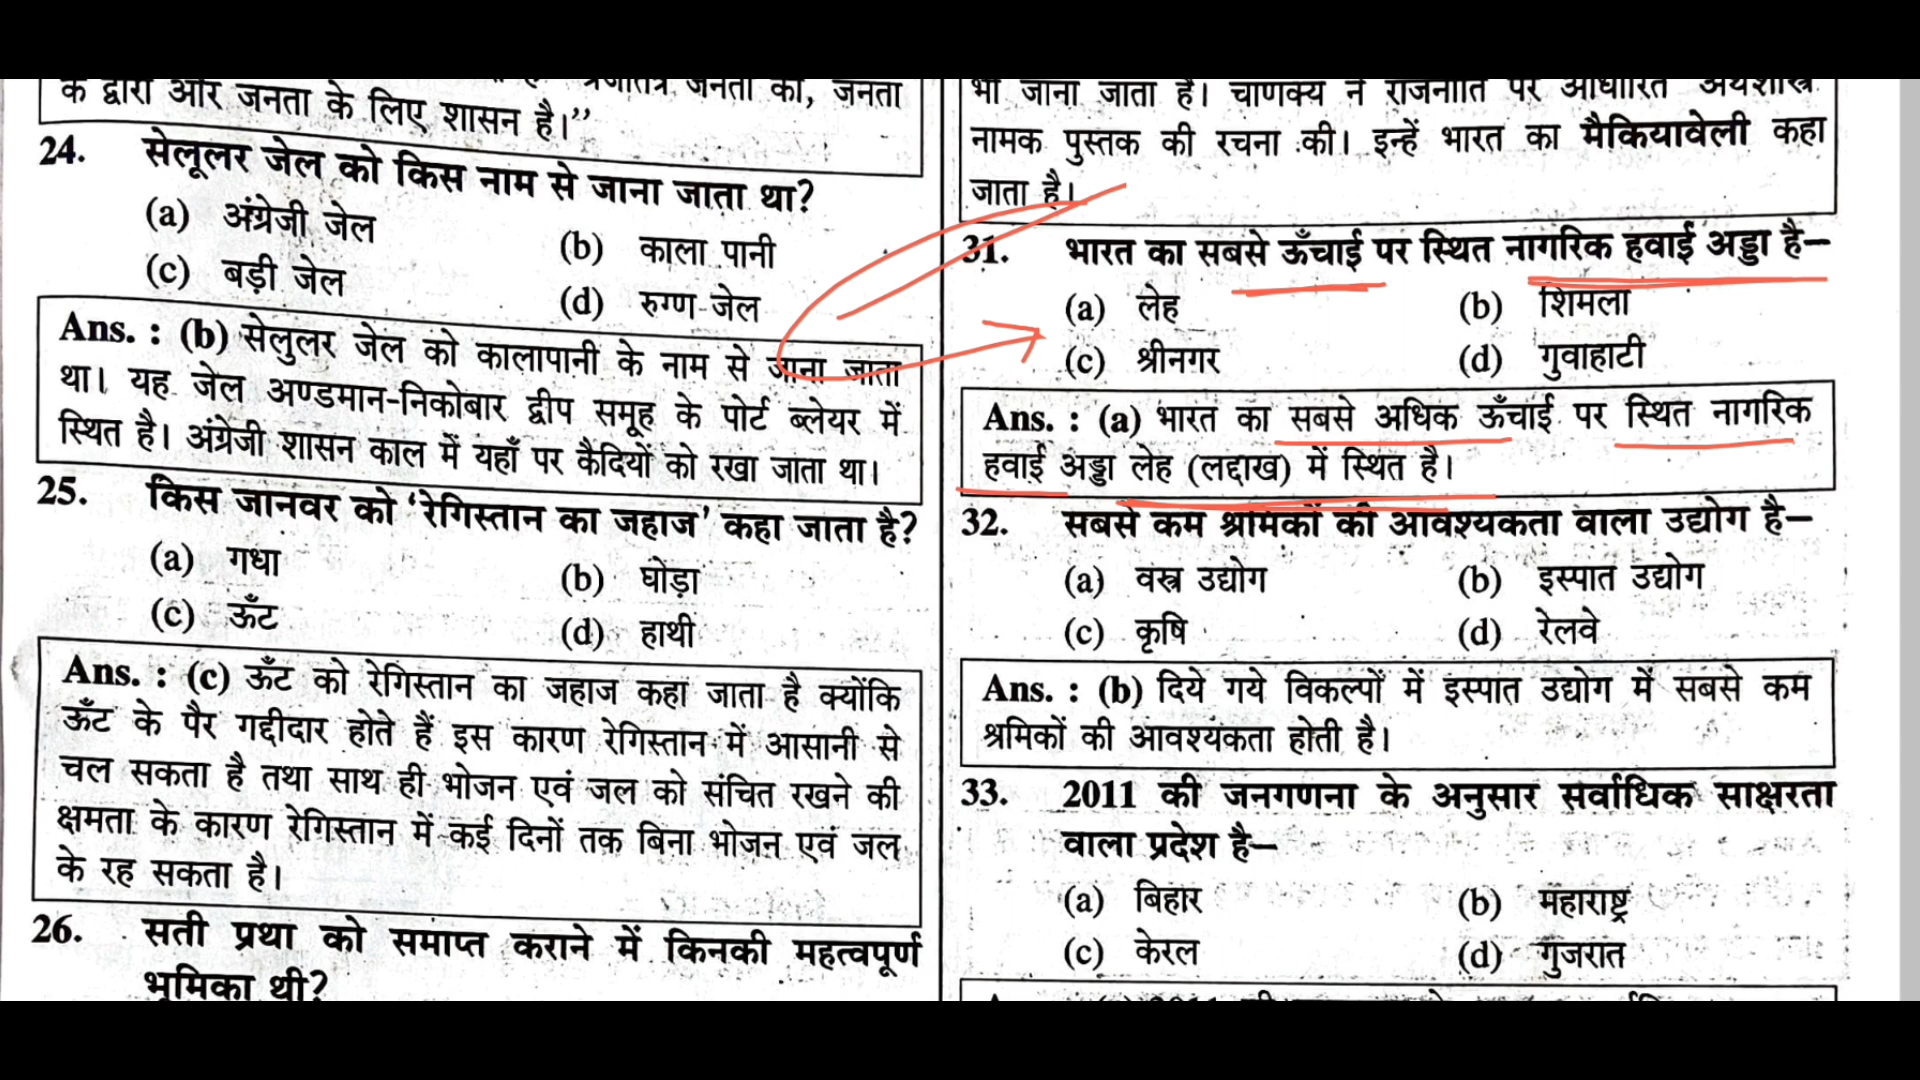 के द्वारा और जनता के लिए शासन है।”
24. सेलूलर जेल को किस नाम से जाना जाता था?
(a) अंग्रेजी जेल
(b) काला पानी
(c) बड़ी जेल
(d) रुग्ण जेल
Ans. : (b) सेलुलर जेल को कालापानी के नाम से जाना जाता
था। यह जेल अण्डमान-निकोबार द्वीप समूह के पोर्ट ब्लेयर में
स्थित है। अंग्रेजी शासन काल में यहाँ पर कैदियों को रखा जाता था।
25. किस जानवर को ‘रेगिस्तान का जहाज’ कहा जाता है?
(a) गधा
(b) घोड़ा
(c) ऊँट
(d) हाथी
Ans. : (c) ऊँट को रेगिस्तान का जहाज कहा जाता है क्योंकि
ऊँट के पैर गद्दीदार होते हैं इस कारण रेगिस्तान में आसानी से
चल सकता है तथा साथ ही भोजन एवं जल को संचित रखने की
क्षमता के कारण रेगिस्तान में कई दिनों तक बिना भोजन एवं जल
के रह सकता है।
26. सती प्रथा को समाप्त कराने में किनकी महत्वपूर्ण
भूमिका थी?
भी जाना जाता है। चाणक्य ने राजनीति पर आधारित अर्थशास्त्र
नामक पुस्तक की रचना की। इन्हें भारत का मैकियावेली कहा
जाता है।
31. भारत का सबसे ऊँचाई पर स्थित नागरिक हवाई अड्डा है–
(a) लेह (b) शिमला
(c) श्रीनगर (d) गुवाहाटी
Ans. : (a) भारत का सबसे अधिक ऊँचाई पर स्थित नागरिक
हवाई अड्डा लेह (लद्दाख) में स्थित है।
32. सबसे कम श्रमिकों की आवश्यकता वाला उद्योग है–
(a) वस्त्र उद्योग (b) इस्पात उद्योग
(c) कृषि (d) रेलवे
Ans. : (b) दिये गये विकल्पों में इस्पात उद्योग में सबसे कम
श्रमिकों की आवश्यकता होती है।
33. 2011 की जनगणना के अनुसार सर्वाधिक साक्षरता
वाला प्रदेश है–
(a) बिहार (b) महाराष्ट्र
(c) केरल (d) गुजरात